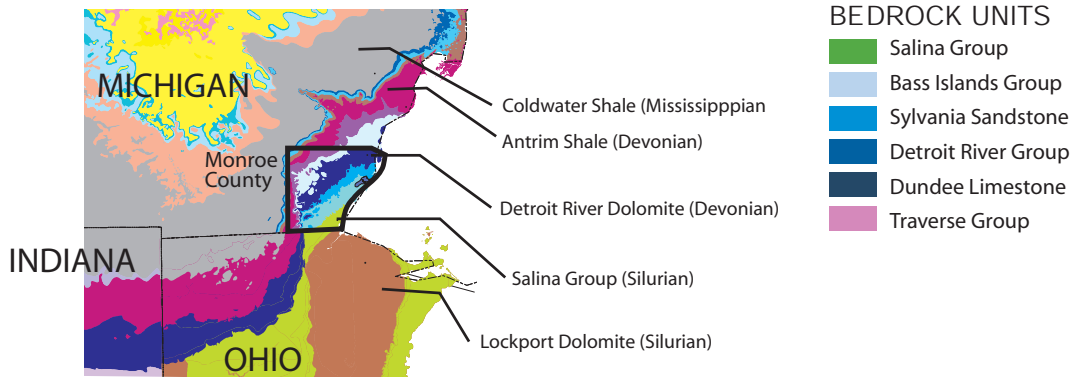 MICHIGAN
Monroe
County
INDIANA
OHIO
Coldwater Shale (Mississipppian
Antrim Shale (Devonian)
Detroit River Dolomite (Devonian)
Salina Group (Silurian)
Lockport Dolomite (Silurian)
BEDROCK UNITS
Salina Group
Bass Islands Group
Sylvania Sandstone
Detroit River Group
Dundee Limestone
Traverse Group